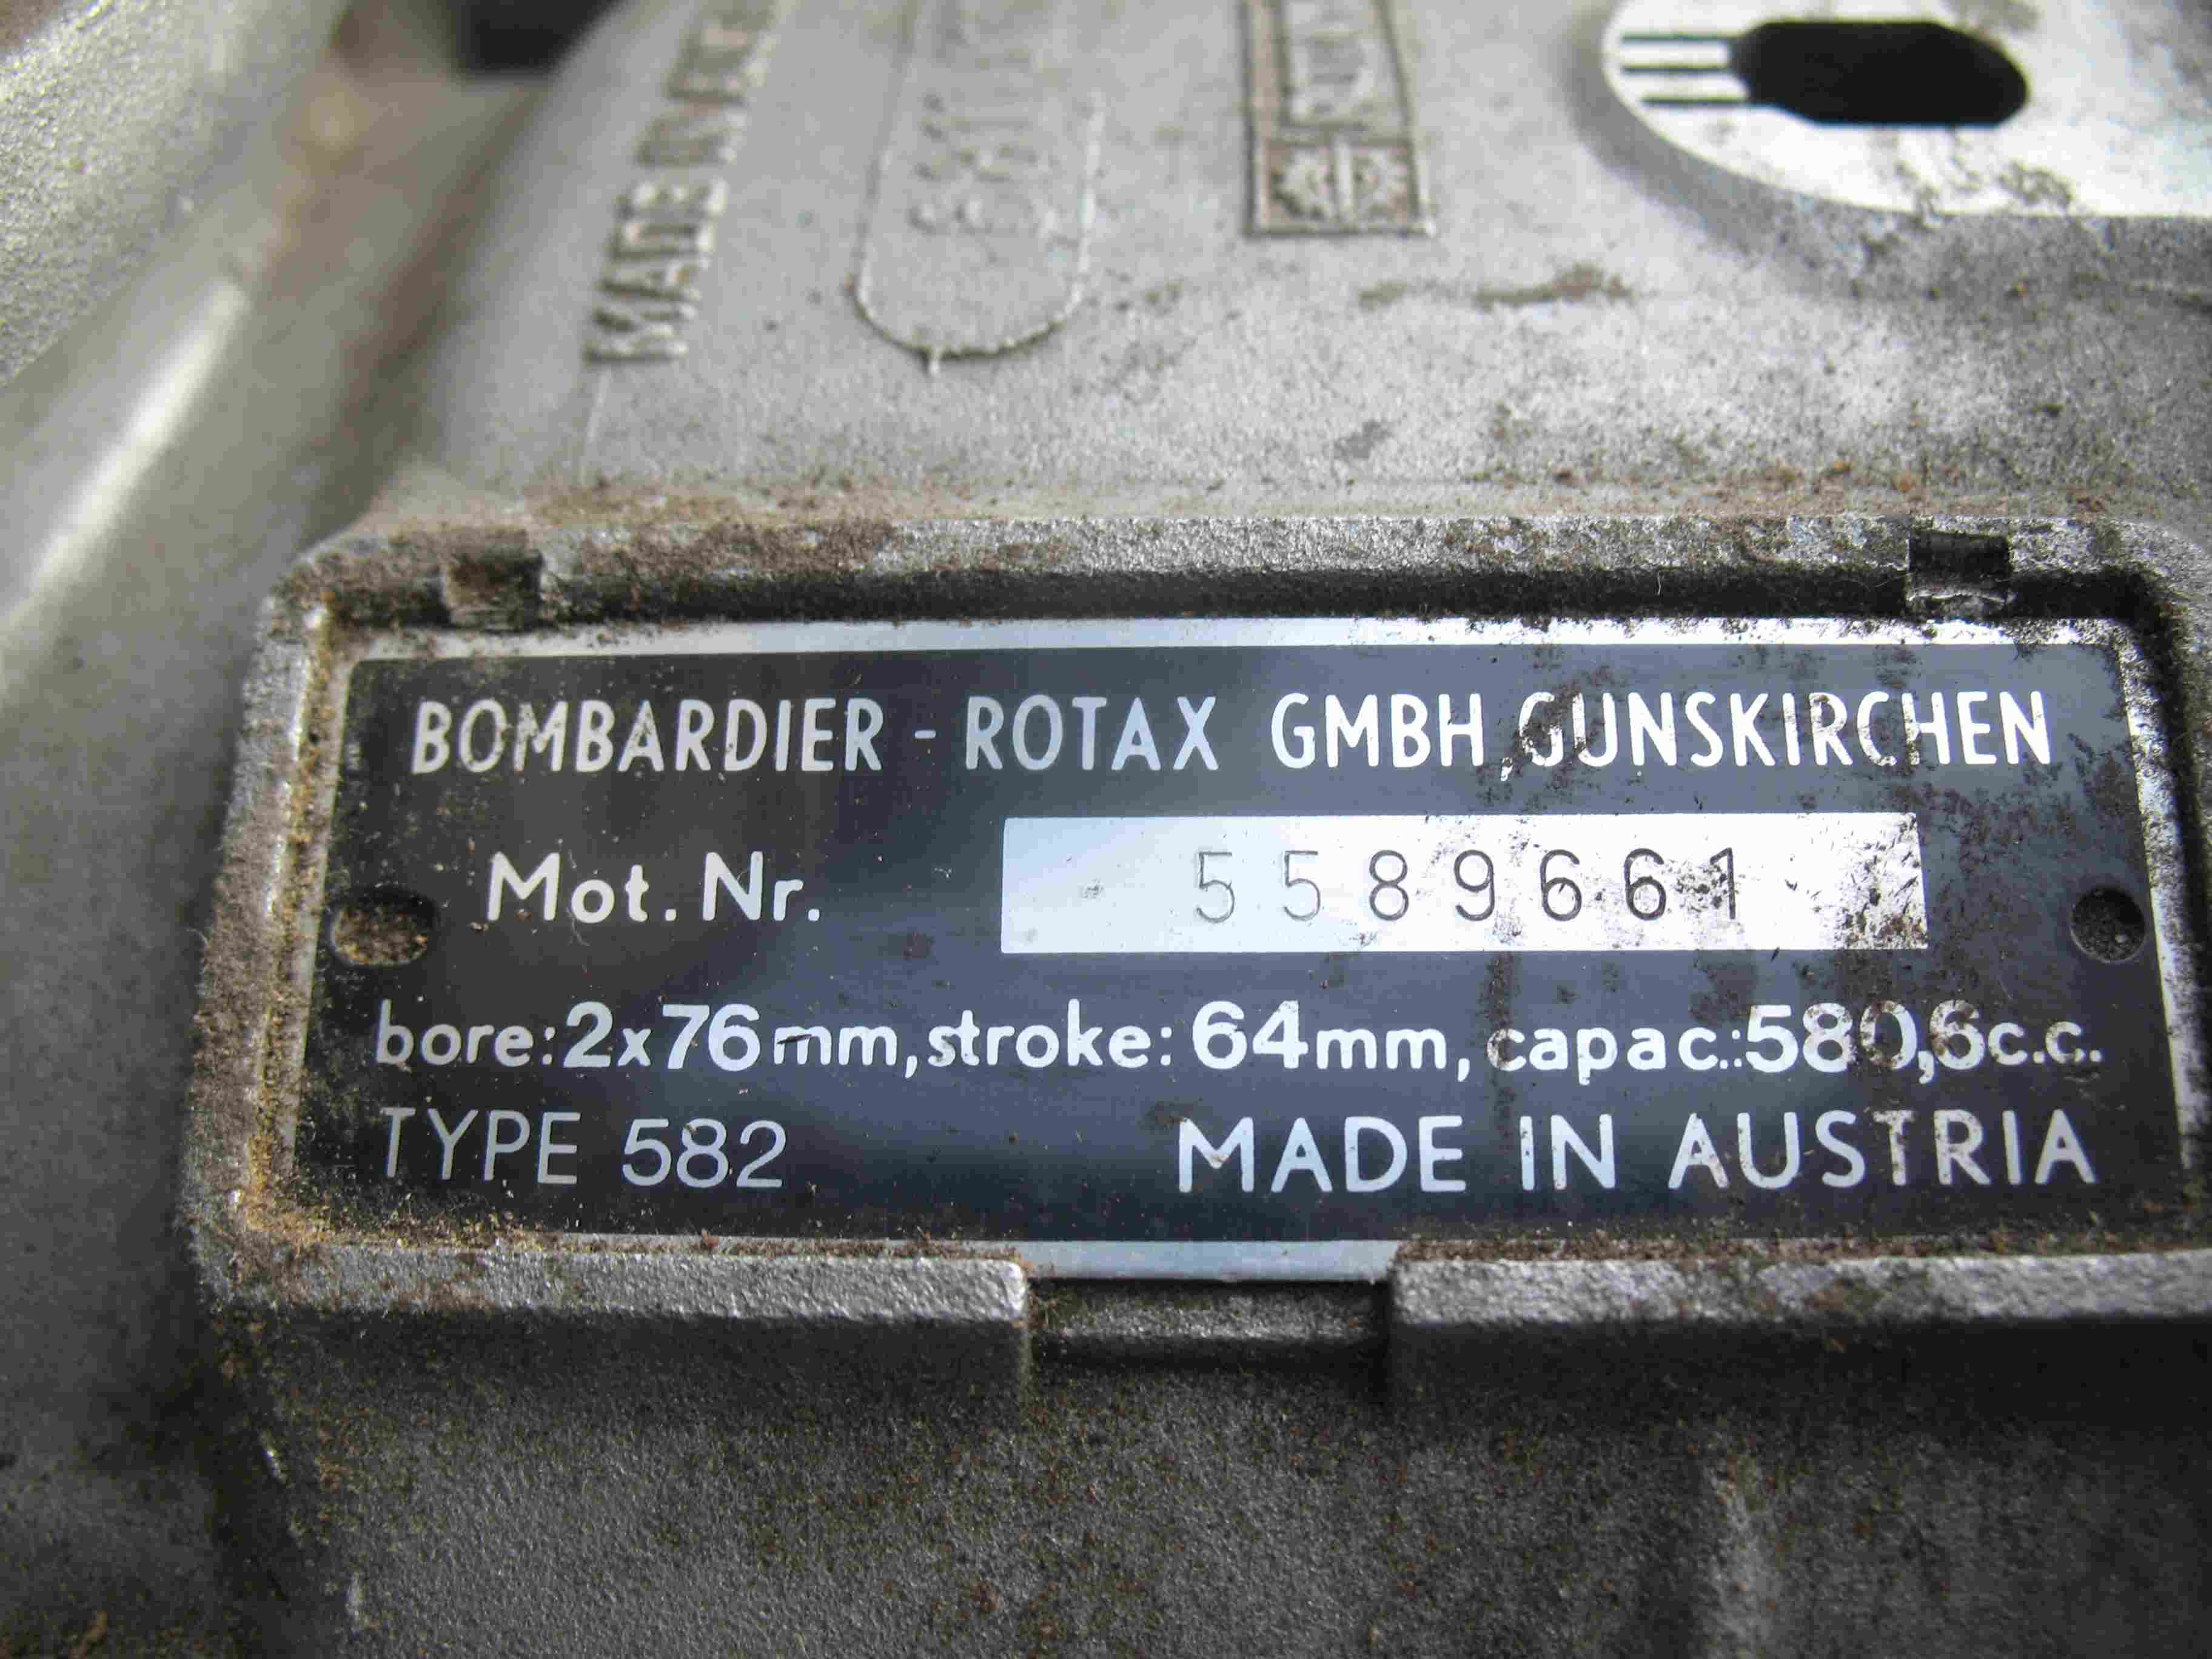 MADE
BOMBARDIER - ROTAX GMBH, GUNSKIRCHEN
Mot. Nr. 5589661
bore: 2x76mm, stroke: 64mm, capac.: 580,6c.c.
TYPE 582 MADE IN AUSTRIA